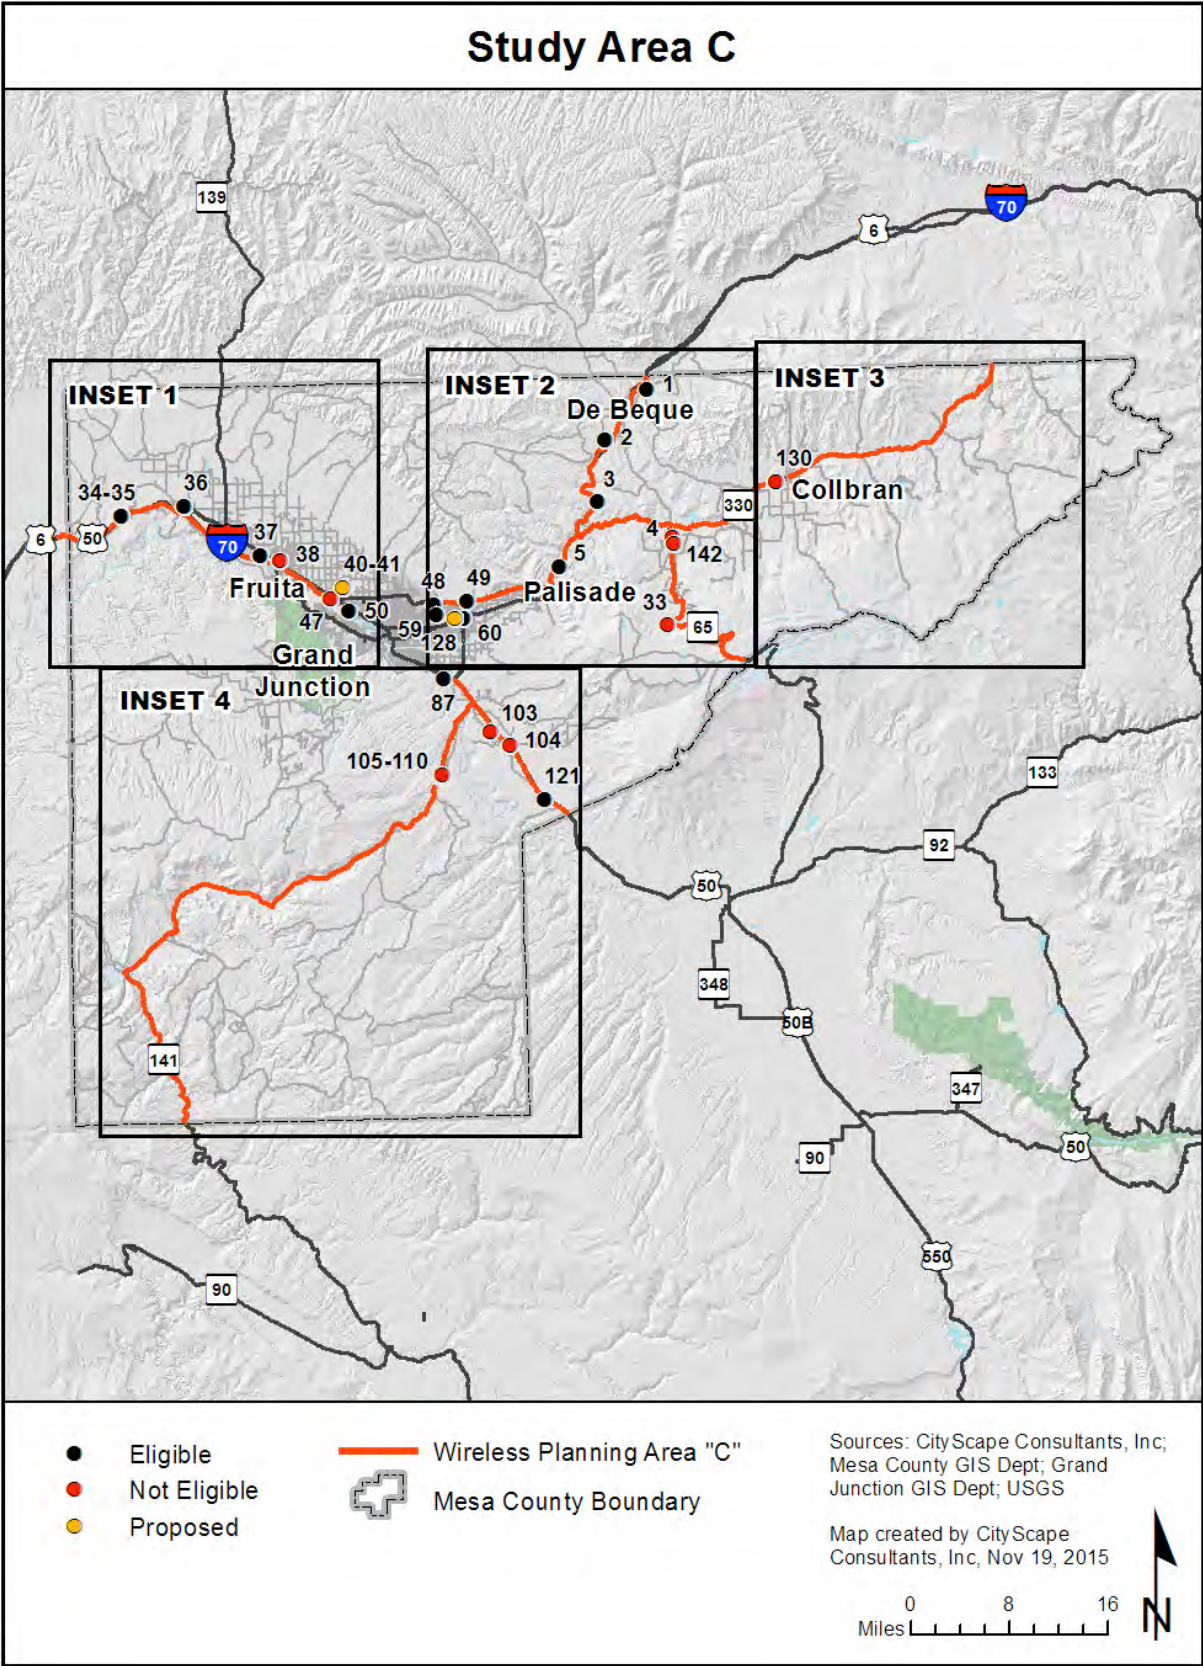 Study Area C
139
70
6
INSET 1
INSET 2
INSET 3
1
De Beque
2
3
130
Collbran
330
36
34-35
6
50
70
37
38
40-41
4
142
5
48
49
Palisade
Fruita
47
50
59
128
60
33
65
Grand
Junction
INSET 4
87
103
104
105-110
121
133
92
50
348
50B
141
347
50
90
550
90
Eligible
Not Eligible
Proposed
Wireless Planning Area "C"
Mesa County Boundary
Sources: CityScape Consultants, Inc;
Mesa County GIS Dept; Grand
Junction GIS Dept; USGS
Map created by CityScape
Consultants, Inc, Nov 19, 2015
0 8 16
Miles
N